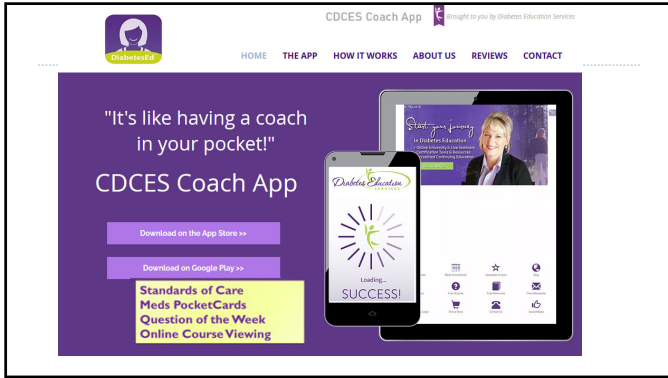 CDCES Coach App
Brought to you by Diabetes Education Services
DiabetesEd
HOME THE APP HOW IT WORKS ABOUT US REVIEWS CONTACT
"It's like having a coach
in your pocket!"
CDCES Coach App
Download on the App Store >>
Download on Google Play >>
Standards of Care
Meds PocketCards
Question of the Week
Online Course Viewing
Diabetes Education
SERVICES
Loading...
SUCCESS!
Start your journey
in Diabetes Education